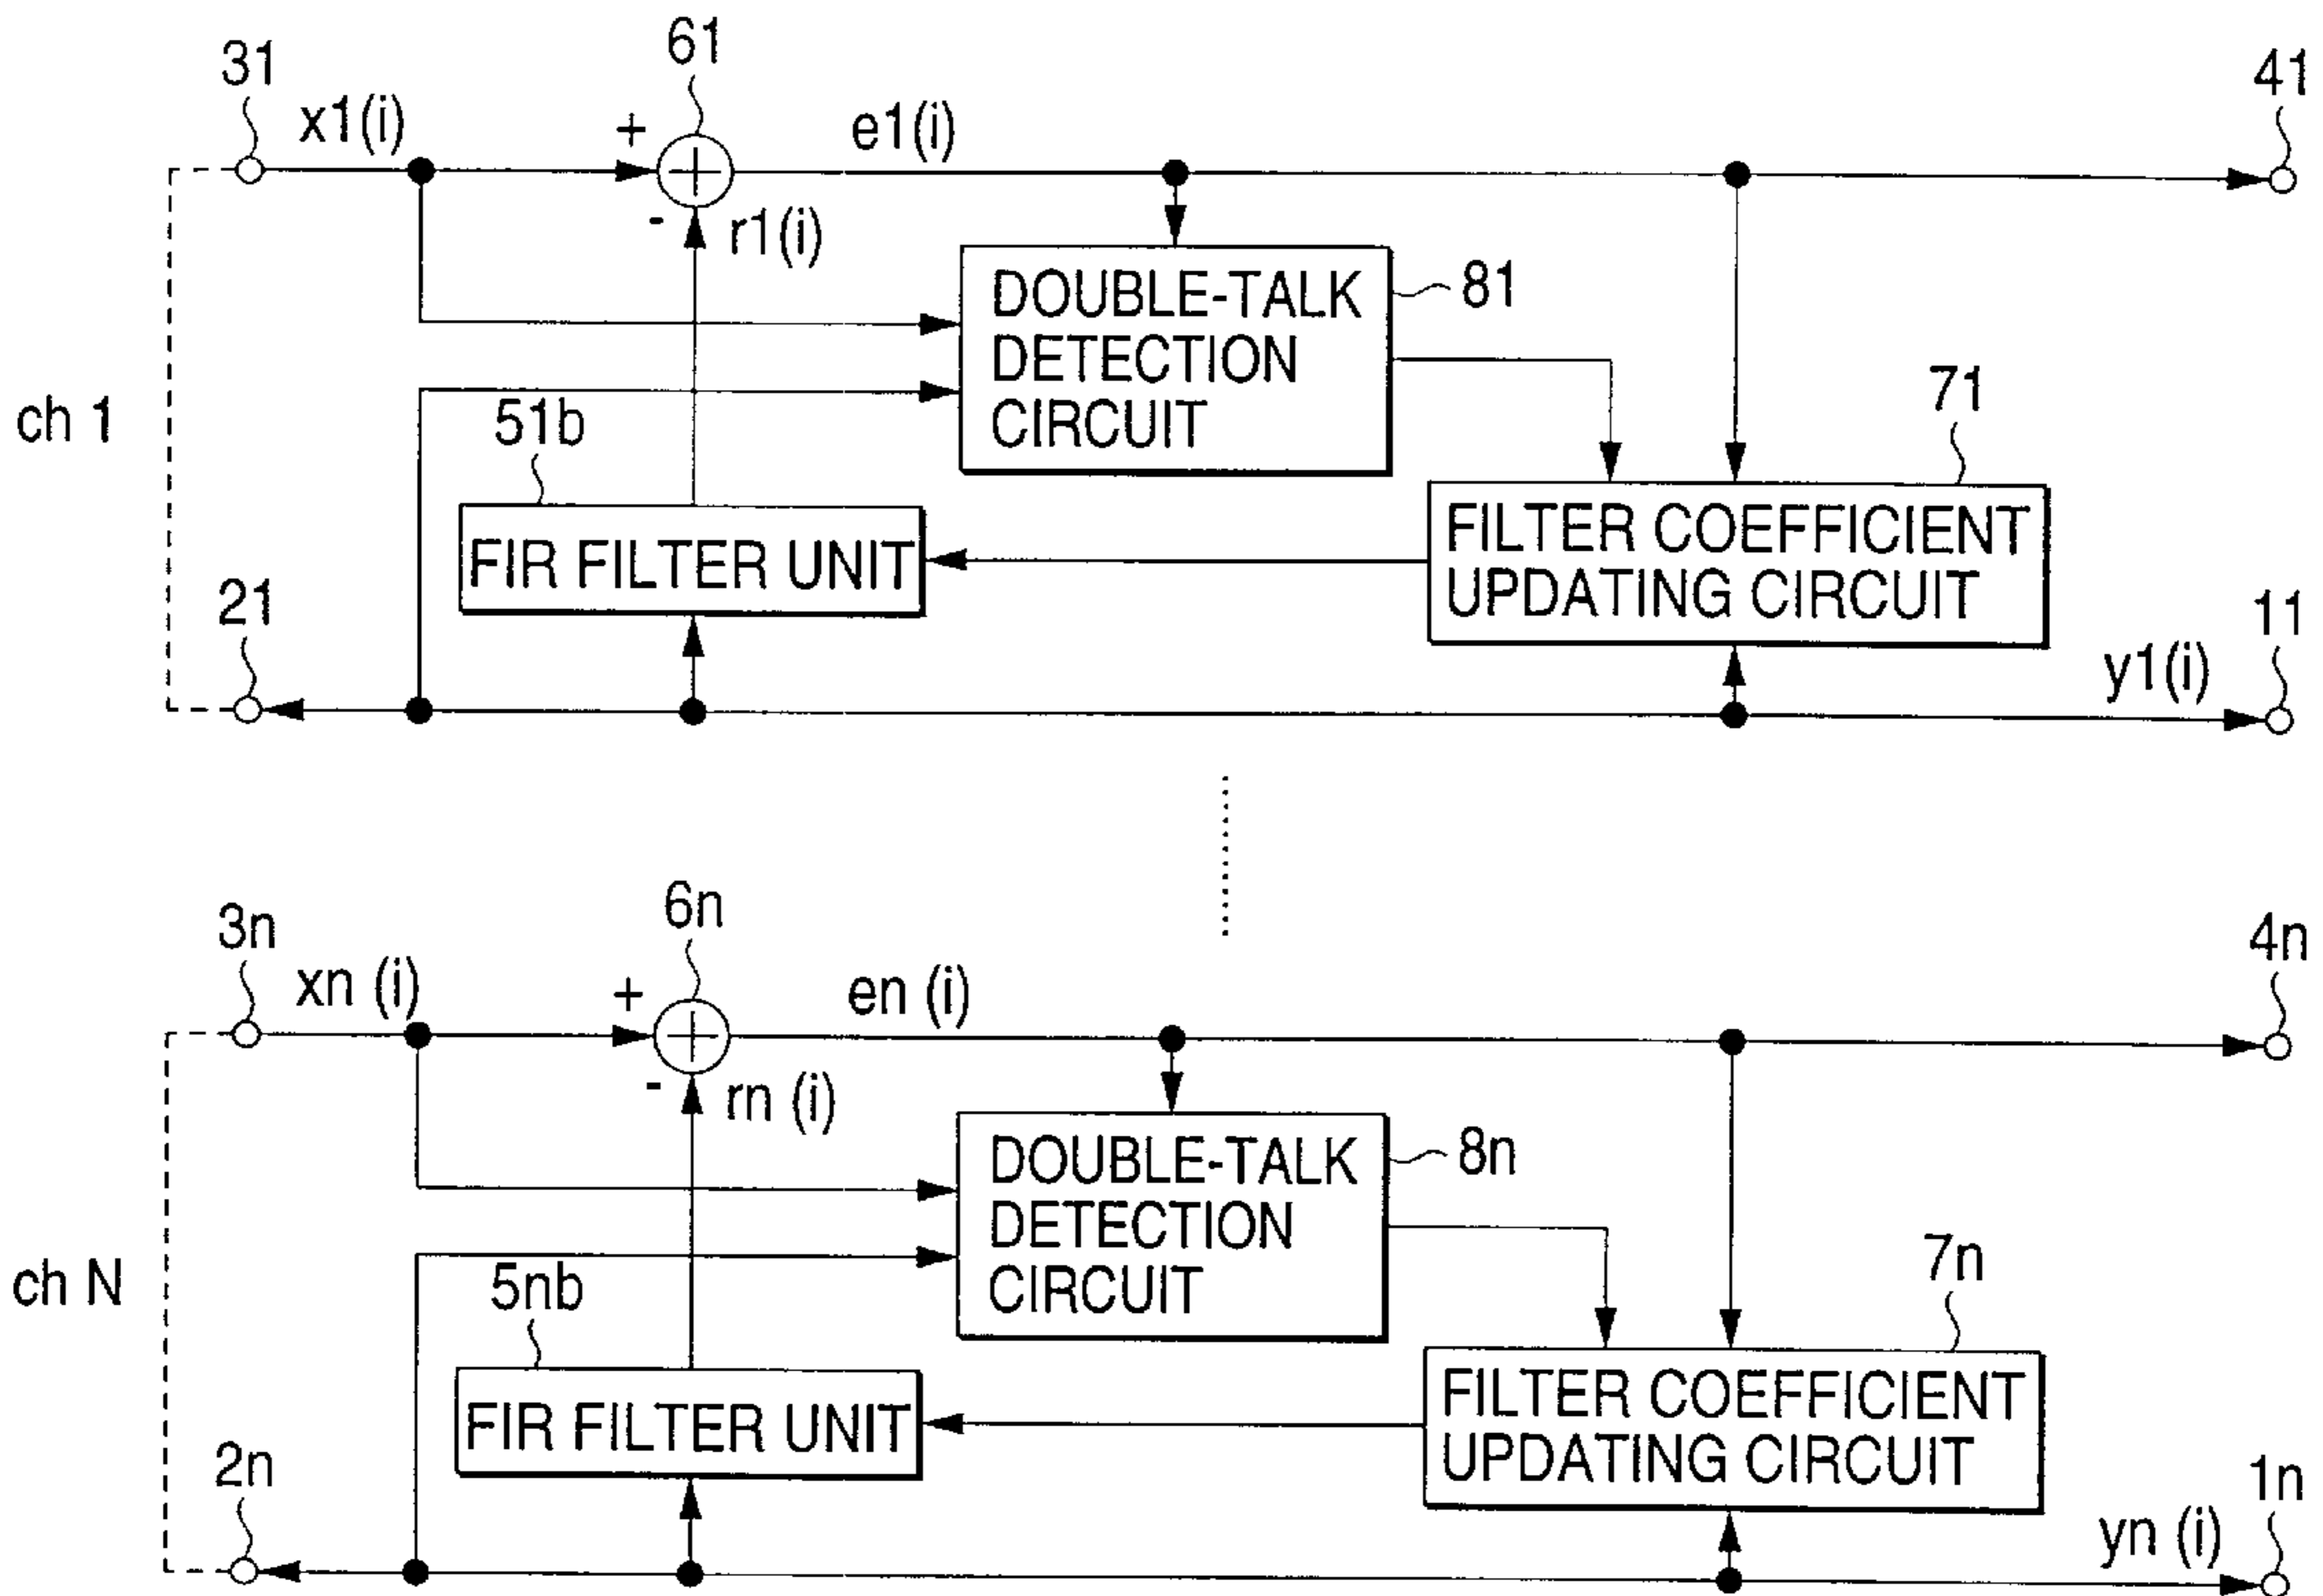 61
31
41
x1(i)
+
e1(i)
-
r1(i)
DOUBLE-TALK
DETECTION
CIRCUIT
81
ch 1
51b
71
FIR FILTER UNIT
FILTER COEFFICIENT
UPDATING CIRCUIT
21
11
y1(i)
6n
3n
4n
xn (i)
+
en (i)
-
rn (i)
DOUBLE-TALK
DETECTION
CIRCUIT
8n
ch N
5nb
7n
FIR FILTER UNIT
FILTER COEFFICIENT
UPDATING CIRCUIT
2n
1n
yn (i)